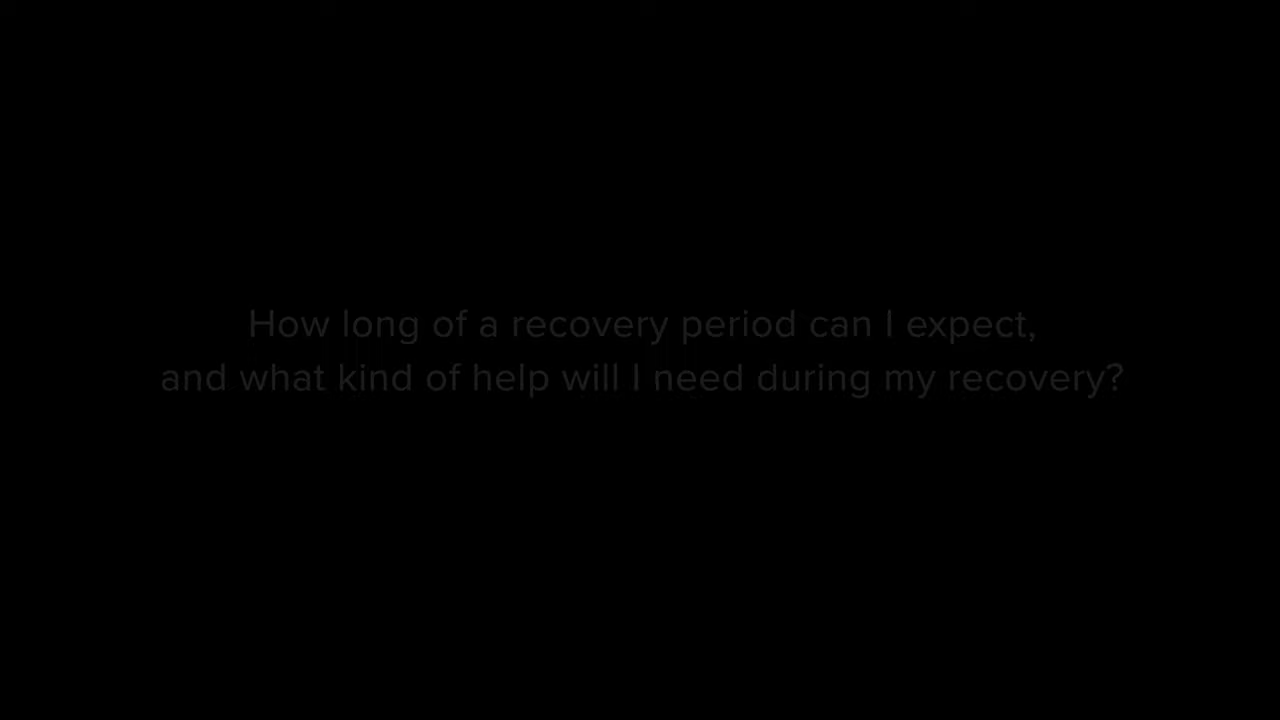 How long of a recovery period can I expect,
and what kind of help will I need during my recovery?